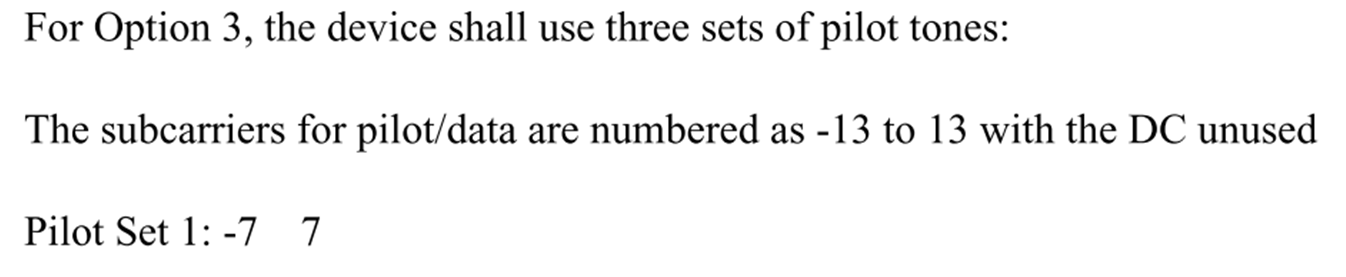 For Option 3, the device shall use three sets of pilot tones:
The subcarriers for pilot/data are numbered as -13 to 13 with the DC unused
Pilot Set 1: -7 7